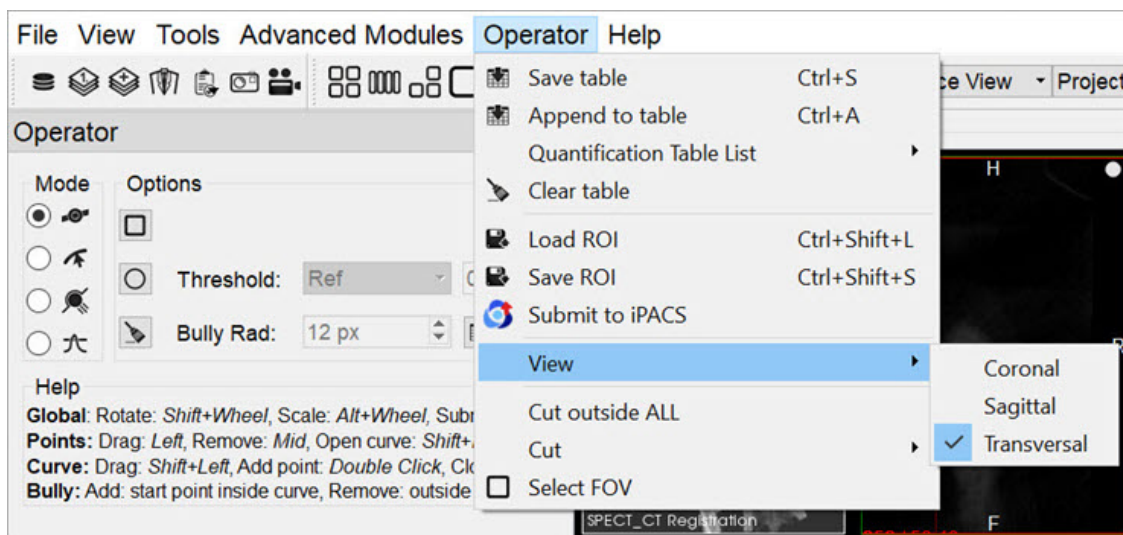 File View Tools Advanced Modules Operator Help
ce View Project
Operator
Mode
Options
Threshold: Ref
Bully Rad: 12 px
Help
Global: Rotate: Shift+Wheel, Scale: Alt+Wheel,
Points: Drag: Left, Remove: Mid, Open curve: Shift+
Curve: Drag: Shift+Left, Add point: Double Click,
Bully: Add: start point inside curve, Remove: outside
Save table Ctrl+S
Append to table Ctrl+A
Quantification Table List
Clear table
Load ROI Ctrl+Shift+L
Save ROI Ctrl+Shift+S
Submit to iPACS
View
Cut outside ALL
Cut
Select FOV
Coronal
Sagittal
Transversal
H
SPECT_CT Registration
F